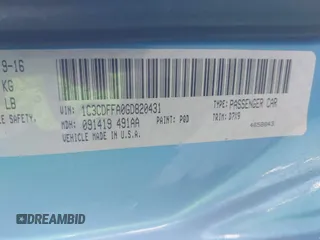 9-16
KG
LB
VIN: 1C3CDFFA0GD820431
TYPE: PASSENGER CAR
MDH: 091419 491AA
PAINT: PQD
TRIM: D7X9
VEHICLE MADE IN U.S.A.
DREAMBID